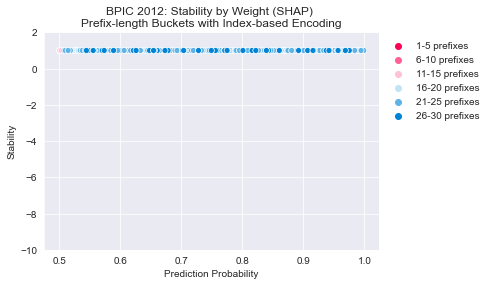 BPIC 2012: Stability by Weight (SHAP)
Prefix-length Buckets with Index-based Encoding
2
0
−2
−4
−6
−8
−10
Stability
0.5 0.6 0.7 0.8 0.9 1.0
Prediction Probability
1-5 prefixes
6-10 prefixes
11-15 prefixes
16-20 prefixes
21-25 prefixes
26-30 prefixes